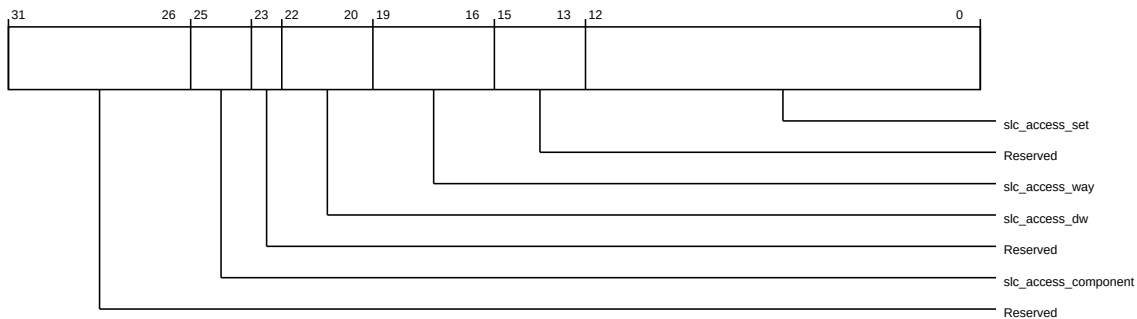 31 26 25 23 22 20 19 16 15 13 12 0
slc_access_set
Reserved
slc_access_way
slc_access_dw
Reserved
slc_access_component
Reserved